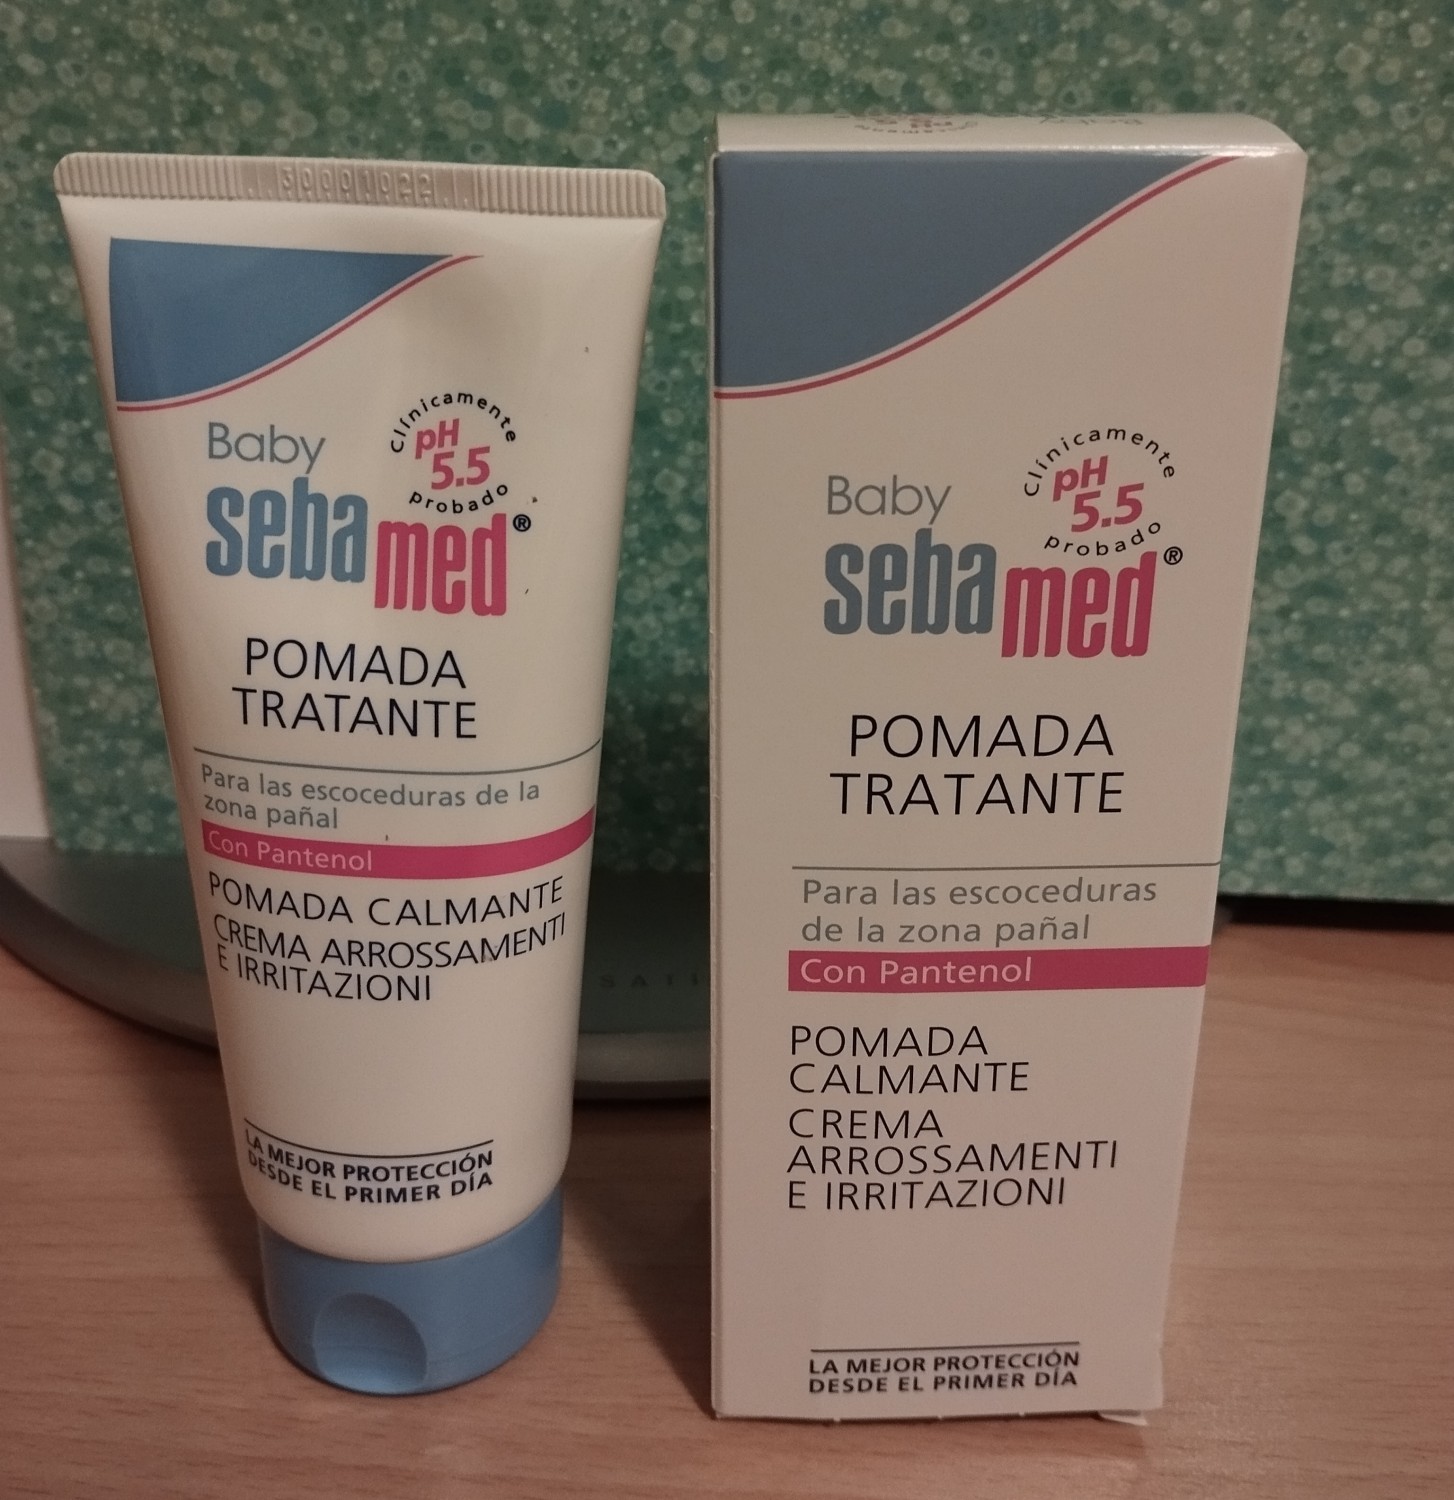 30001022
Baby
Clínicamente
pH
5.5
probado
sebamed®
POMADA
TRATANTE
Para las escoceduras de la
zona pañal
Con Pantenol
POMADA CALMANTE
CREMA ARROSSAMENTI
E IRRITAZIONI
LA MEJOR PROTECCIÓN
DESDE EL PRIMER DÍA
Baby
Clínicamente
pH
5.5
probado
sebamed®
POMADA
TRATANTE
Para las escoceduras
de la zona pañal
Con Pantenol
POMADA
CALMANTE
CREMA
ARROSSAMENTI
E IRRITAZIONI
LA MEJOR PROTECCIÓN
DESDE EL PRIMER DÍA